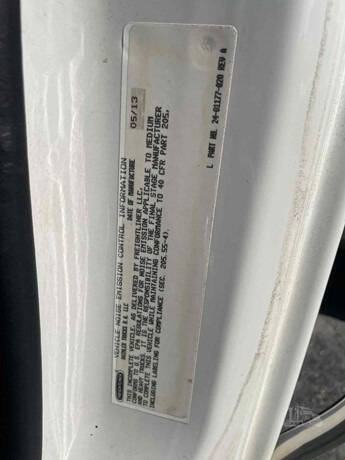 VEHICLE NOISE EMISSION CONTROL INFORMATION
DATE OF MANUFACTURE 05/13
THIS INCOMPLETE VEHICLE, AS DELIVERED BY FREIGHTLINER LLC,
CONFORMS TO U.S. EPA REGULATIONS FOR NOISE EMISSION APPLICABLE TO MEDIUM
AND HEAVY TRUCKS. IT IS THE RESPONSIBILITY OF THE FINAL STAGE MANUFACTURER
TO COMPLETE THIS VEHICLE WHILE MAINTAINING CONFORMANCE TO 40 CFR PART 205,
INCLUDING LABELING FOR COMPLIANCE (SEC. 205.55-4).
L PART NO. 24-01177-020 REV A